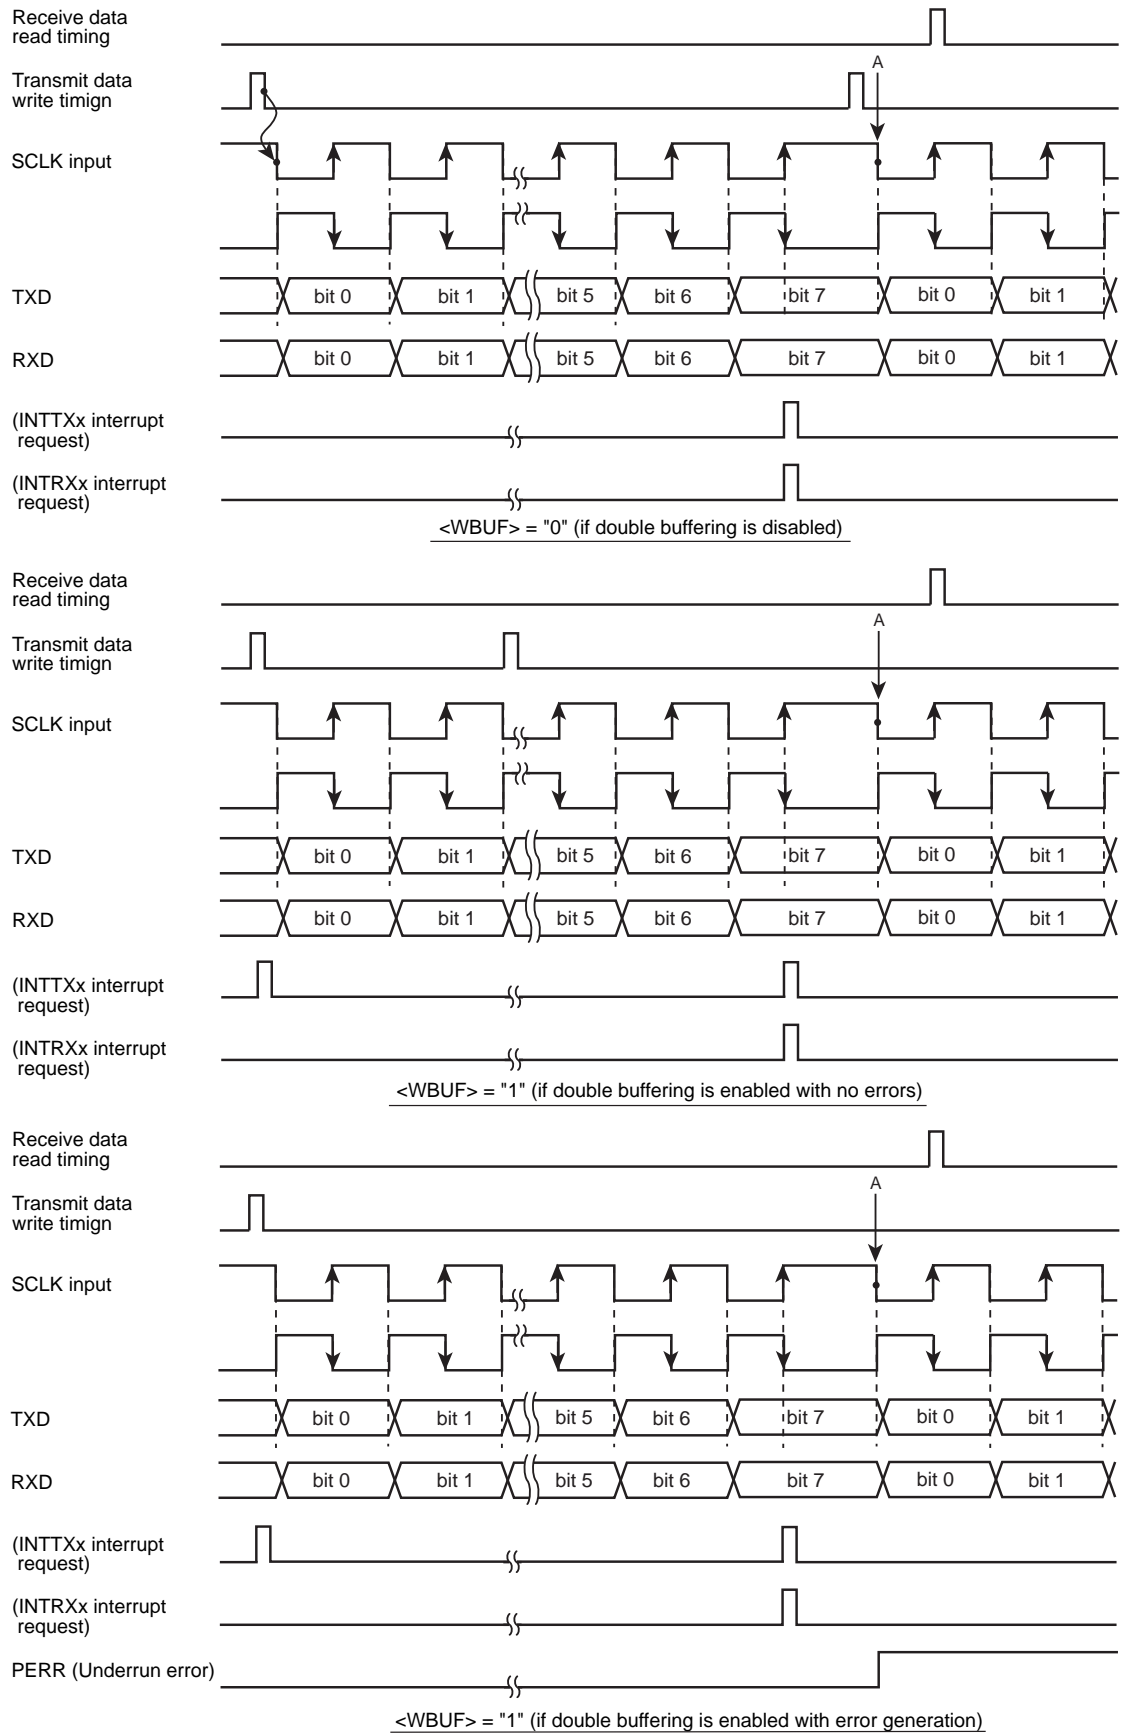 Receive data
read timing
Transmit data
write timign
A
SCLK input
TXD
bit 0
bit 1
bit 5
bit 6
bit 7
bit 0
bit 1
RXD
bit 0
bit 1
bit 5
bit 6
bit 7
bit 0
bit 1
(INTTXx interrupt
request)
(INTRXx interrupt
request)
<WBUF> = "0" (if double buffering is disabled)
Receive data
read timing
Transmit data
write timign
A
SCLK input
TXD
bit 0
bit 1
bit 5
bit 6
bit 7
bit 0
bit 1
RXD
bit 0
bit 1
bit 5
bit 6
bit 7
bit 0
bit 1
(INTTXx interrupt
request)
(INTRXx interrupt
request)
<WBUF> = "1" (if double buffering is enabled with no errors)
Receive data
read timing
Transmit data
write timign
A
SCLK input
TXD
bit 0
bit 1
bit 5
bit 6
bit 7
bit 0
bit 1
RXD
bit 0
bit 1
bit 5
bit 6
bit 7
bit 0
bit 1
(INTTXx interrupt
request)
(INTRXx interrupt
request)
PERR (Underrun error)
<WBUF> = "1" (if double buffering is enabled with error generation)